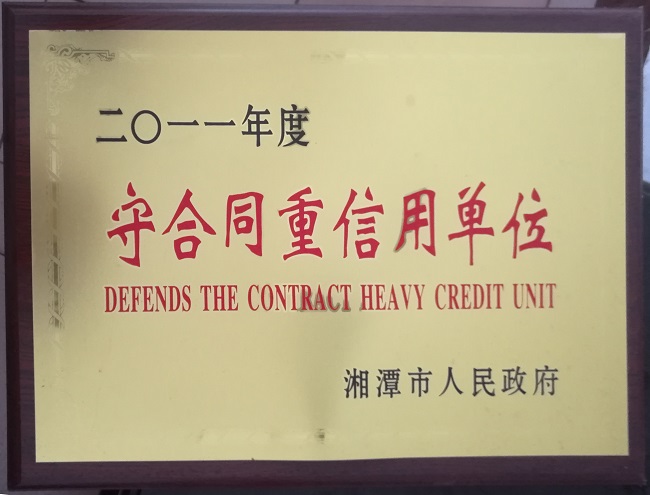 二〇一一年度
守合同重信用单位
DEFENDS THE CONTRACT HEAVY CREDIT UNIT
湘潭市人民政府